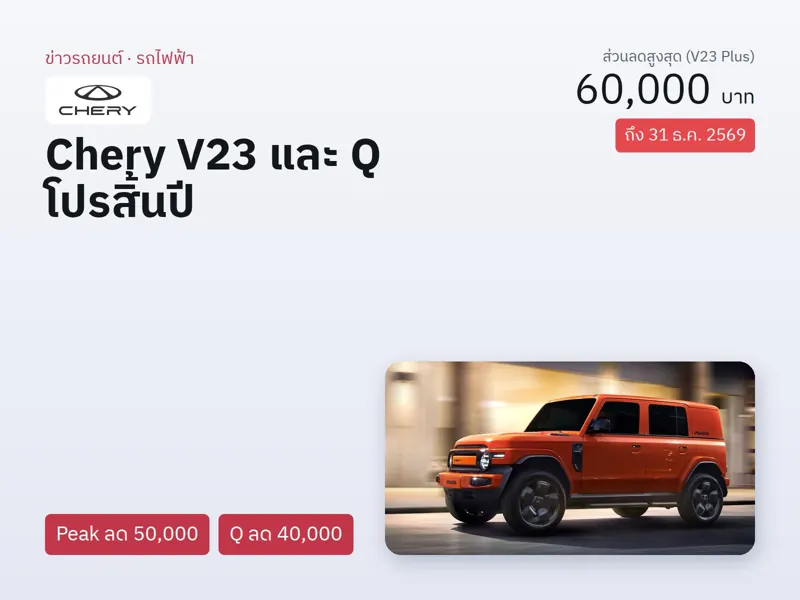 ข่าวรถยนต์ · รถไฟฟ้า
CHERY
Chery V23 และ Q
โปรสิ้นปี
ส่วนลดสูงสุด (V23 Plus)
60,000 บาท
ถึง 31 ธ.ค. 2569
Peak ลด 50,000
Q ลด 40,000